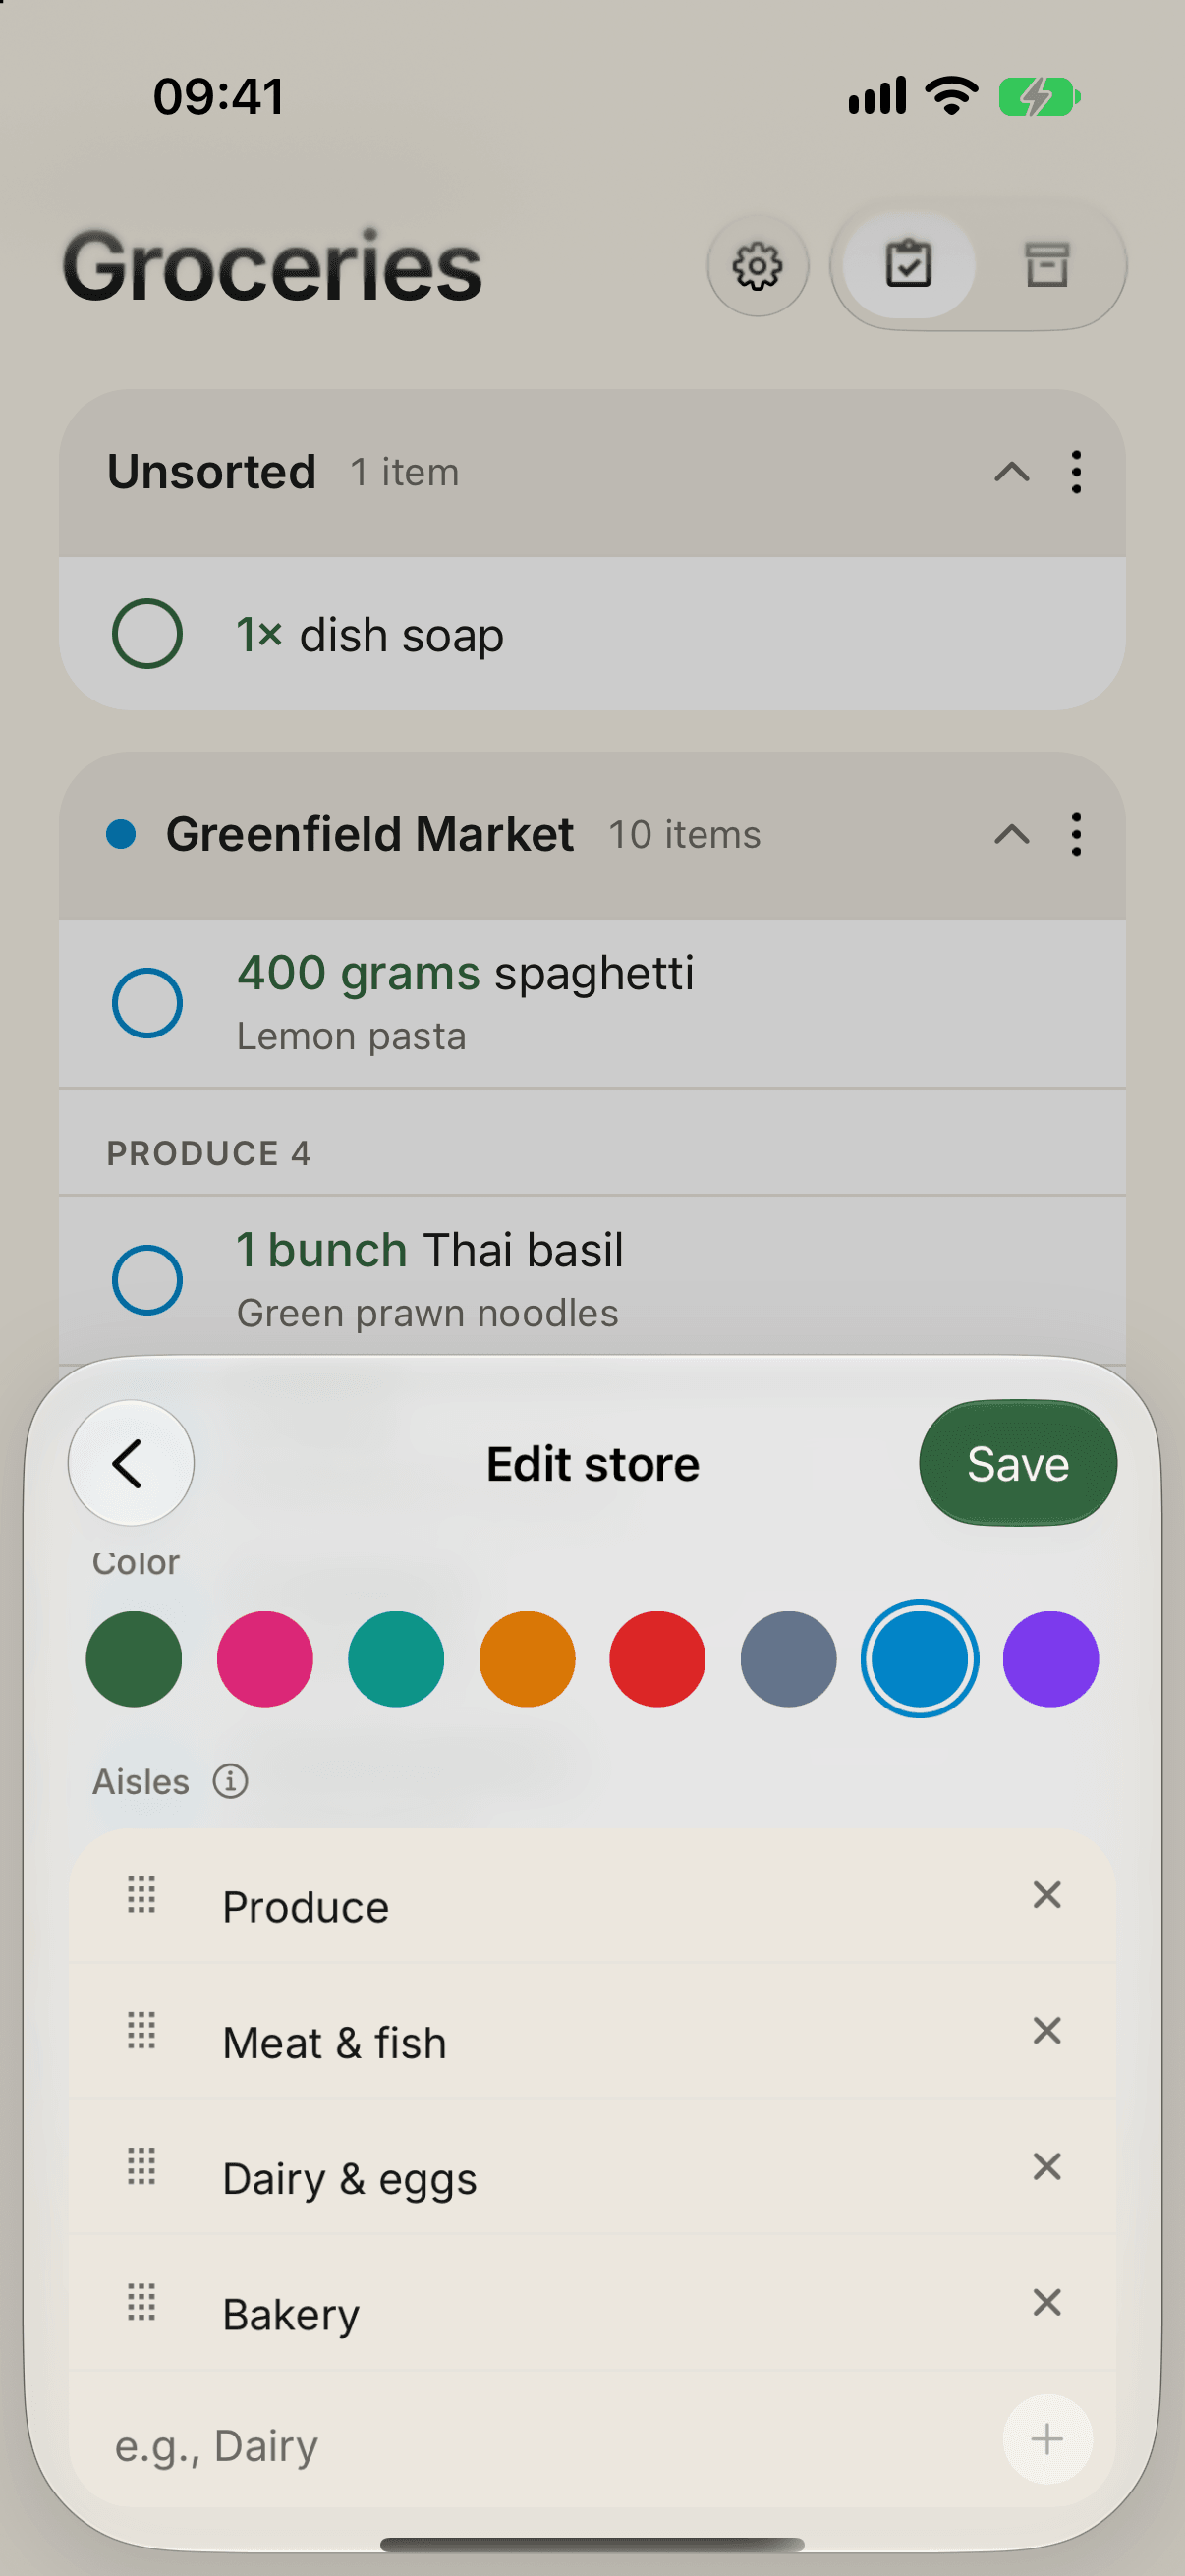 09:41
Groceries
Unsorted 1 item
1× dish soap
Greenfield Market 10 items
400 grams spaghetti
Lemon pasta
PRODUCE 4
1 bunch Thai basil
Green prawn noodles
Edit store
Save
Color
Aisles
Produce
Meat & fish
Dairy & eggs
Bakery
e.g., Dairy